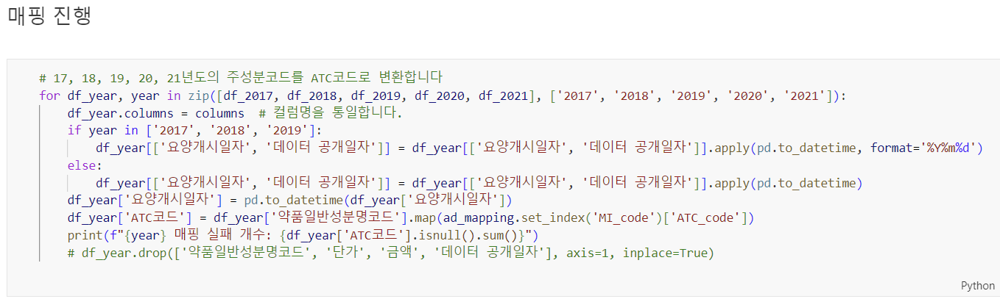 매핑 진행
# 17, 18, 19, 20, 21년도의 주성분코드를 ATC코드로 변환합니다
for df_year, year in zip([df_2017, df_2018, df_2019, df_2020, df_2021], ['2017', '2018', '2019', '2020', '2021']):
    df_year.columns = columns  # 컬럼명을 통일합니다.
    if year in ['2017', '2018', '2019']:
        df_year[['요양개시일자', '데이터 공개일자']] = df_year[['요양개시일자', '데이터 공개일자']].apply(pd.to_datetime, format='%Y%m%d')
    else:
        df_year[['요양개시일자', '데이터 공개일자']] = df_year[['요양개시일자', '데이터 공개일자']].apply(pd.to_datetime)
    df_year['요양개시일자'] = pd.to_datetime(df_year['요양개시일자'])
    df_year['ATC코드'] = df_year['약품일반성분명코드'].map(ad_mapping.set_index('MI_code')['ATC_code'])
    print(f"{year} 매핑 실패 개수: {df_year['ATC코드'].isnull().sum()}")
    # df_year.drop(['약품일반성분명코드', '단가', '금액', '데이터 공개일자'], axis=1, inplace=True)
Python